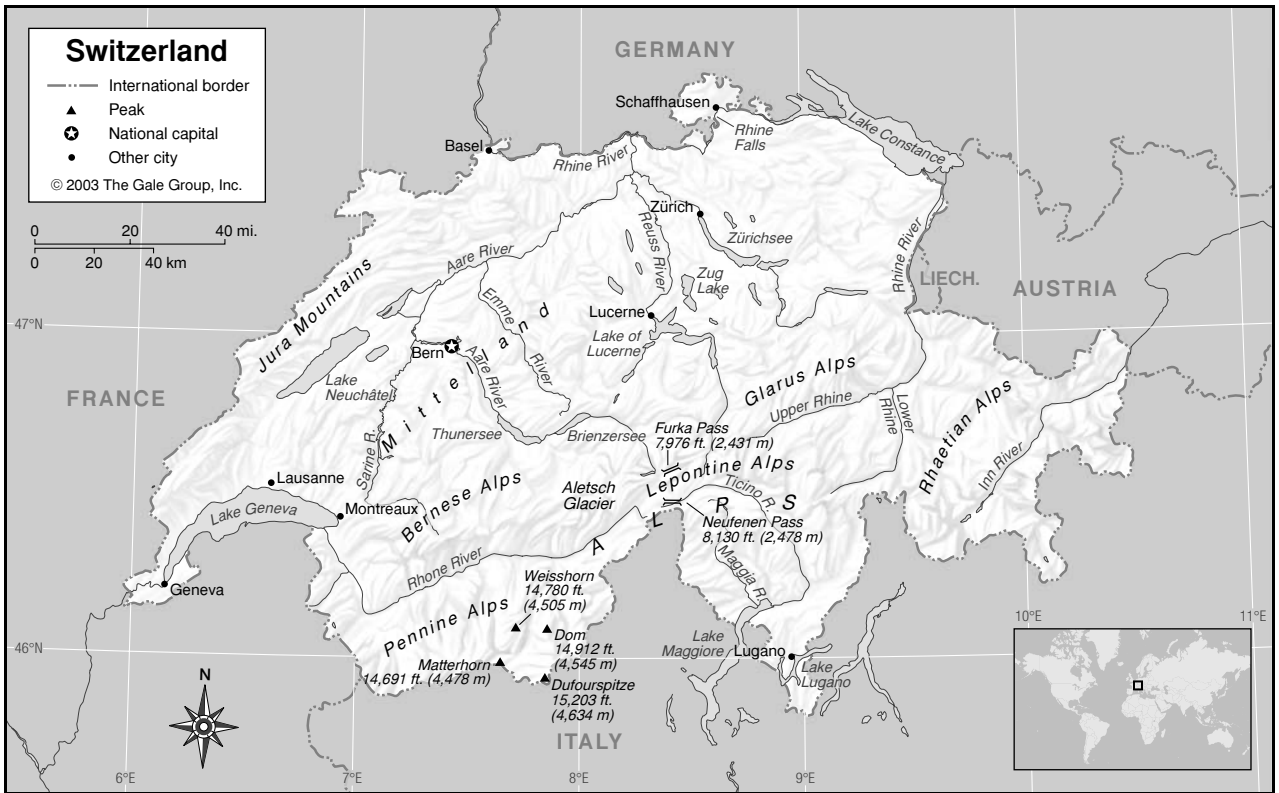 Switzerland
International border
Peak
National capital
Other city
© 2003 The Gale Group, Inc.
0 20 40 mi.
0 20 40 km
GERMANY
Schaffhausen
Rhine
Falls
Lake Constance
Basel
Rhine River
Zürich
Zürichsee
Reuss River
Aare River
Rhine River
LIECH.
AUSTRIA
Zug
Lake
Jura Mountains
Emme
River
Lucerne
Lake of
Lucerne
47°N
Bern
Aare River
Mittelland
FRANCE
Lake
Neuchâtel
Glarus Alps
Upper Rhine
Lower
Rhine
Rhaetian Alps
Thunersee
Brienzersee
Furka Pass
7,976 ft. (2,431 m)
Sarine R.
Inn River
Lepontine Alps
Lausanne
Bernese Alps
Aletsch
Glacier
Ticino R.
Lake Geneva
Montreaux
ALRS
Neufenen Pass
8,130 ft. (2,478 m)
Rhone River
Maggia R.
Geneva
Weisshorn
14,780 ft.
(4,505 m)
Pennine Alps
Dom
14,912 ft.
(4,545 m)
Lake
Maggiore
Lugano
Lake
Lugano
46°N
Matterhorn
14,691 ft. (4,478 m)
Dufourspitze
15,203 ft.
(4,634 m)
N
ITALY
10°E
11°E
6°E
7°E
8°E
9°E